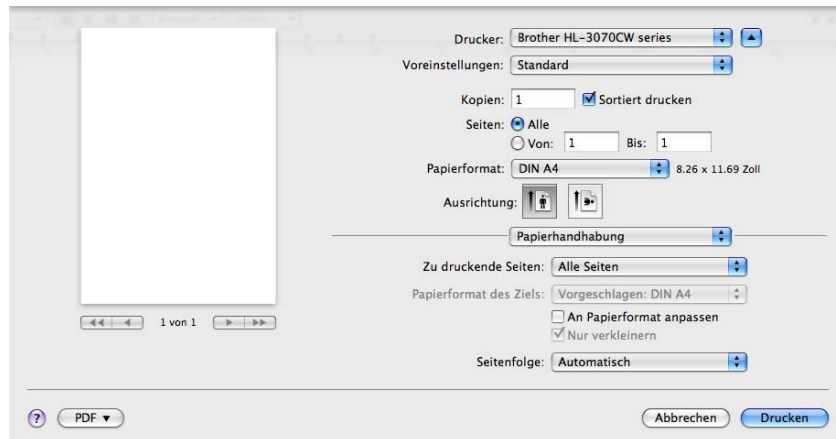 Drucker: Brother HL-3070CW series
Voreinstellungen: Standard
Kopien: 1 Sortiert drucken
Seiten: Alle
Von: 1 Bis: 1
Papierformat: DIN A4 8.26 x 11.69 Zoll
Ausrichtung:
Papierhandhabung
Zu druckende Seiten: Alle Seiten
Papierformat des Ziels: Vorgeschlagen: DIN A4
An Papierformat anpassen
1 von 1
Nur verkleinern
Seitenfolge: Automatisch
? PDF Abbrechen Drucken